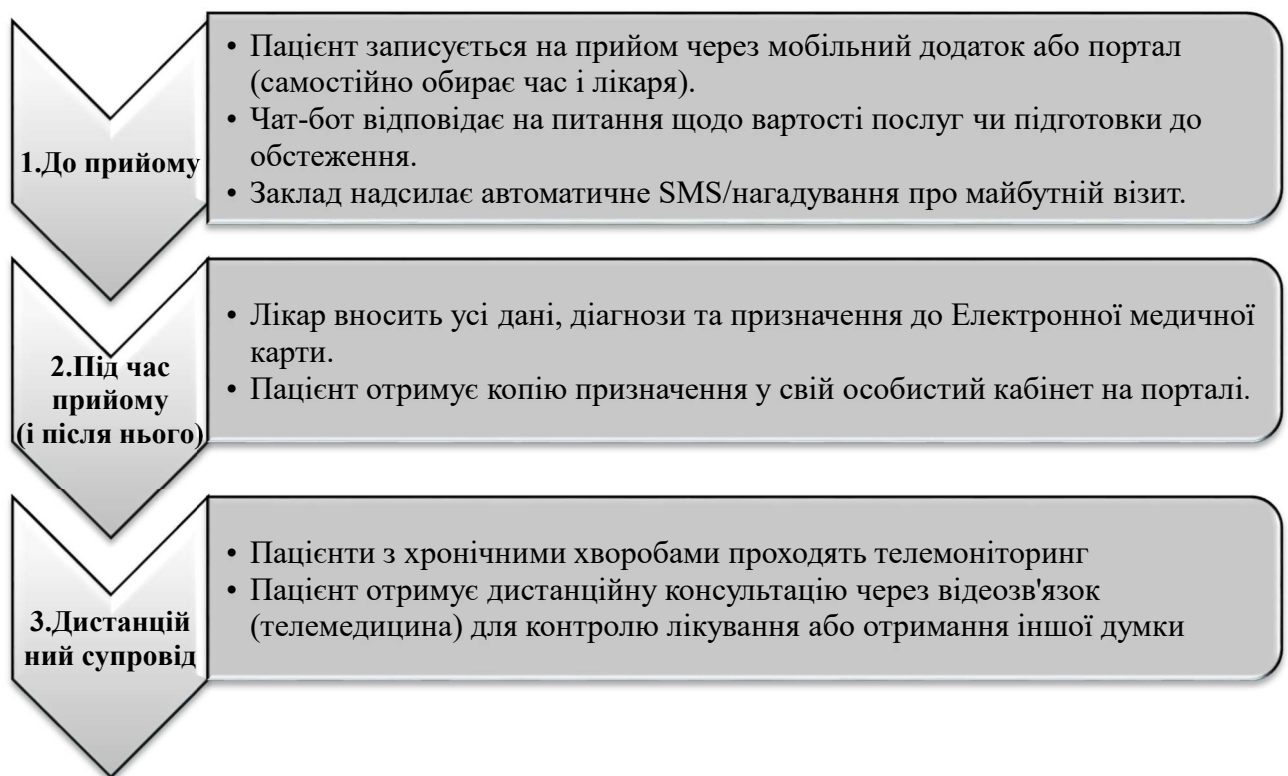 1.До прийому
• Пацієнт записується на прийом через мобільний додаток або портал
(самостійно обирає час і лікаря).
• Чат-бот відповідає на питання щодо вартості послуг чи підготовки до
обстеження.
• Заклад надсилає автоматичне SMS/нагадування про майбутній візит.
2.Під час
прийому
(і після нього)
• Лікар вносить усі дані, діагнози та призначення до Електронної медичної
карти.
• Пацієнт отримує копію призначення у свій особистий кабінет на порталі.
3.Дистанцій
ний супровід
• Пацієнти з хронічними хворобами проходять телемоніторинг
• Пацієнт отримує дистанційну консультацію через відеозв'язок
(телемедицина) для контролю лікування або отримання іншої думки